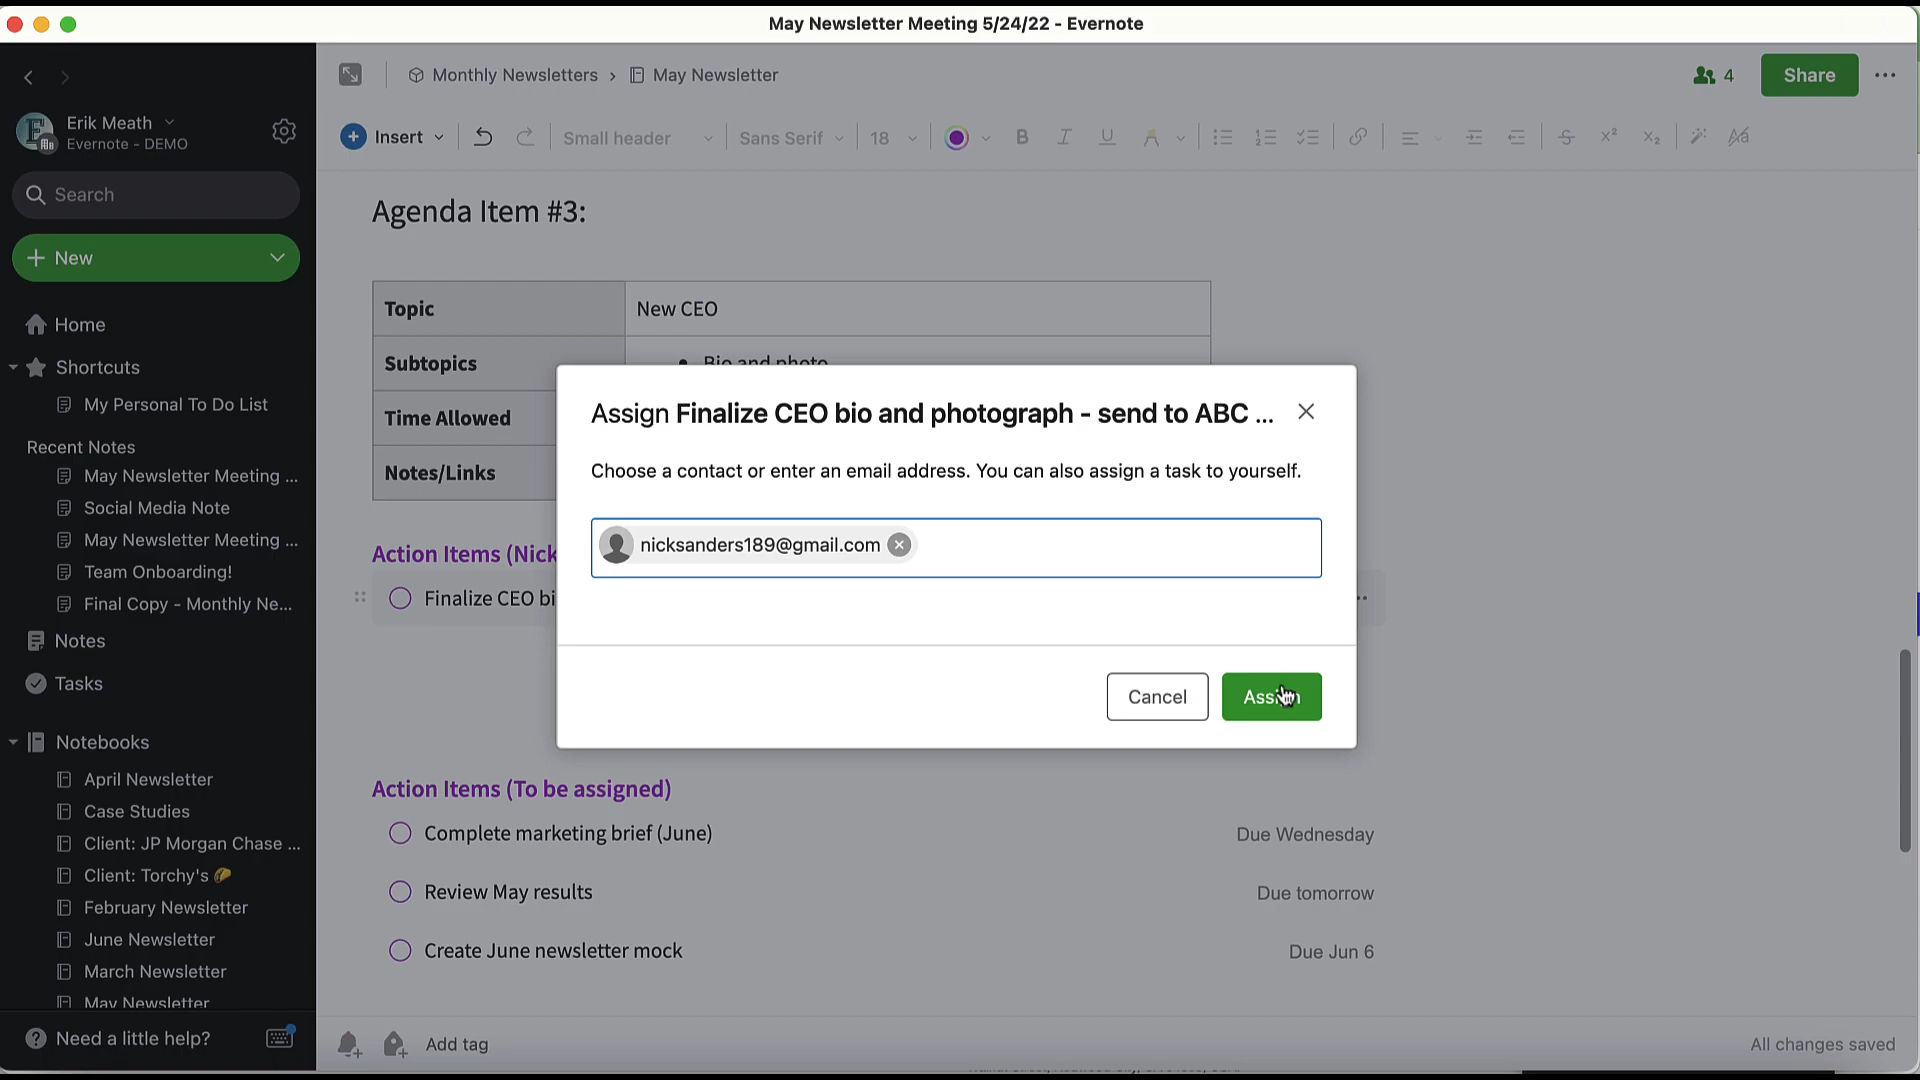 May Newsletter Meeting 5/24/22 - Evernote
Monthly Newsletters > May Newsletter
4
Share
Erik Meath
Evernote - DEMO
Insert
Small header
Sans Serif
18
Search
New
Home
Shortcuts
My Personal To Do List
Recent Notes
May Newsletter Meeting ...
Social Media Note
May Newsletter Meeting ...
Team Onboarding!
Final Copy - Monthly Ne...
Notes
Tasks
Notebooks
April Newsletter
Case Studies
Client: JP Morgan Chase ...
Client: Torchy's 🌮
February Newsletter
June Newsletter
March Newsletter
May Newsletter
Need a little help?
Agenda Item #3:
Topic
New CEO
Subtopics
• Bio and photo
Time Allowed
Notes/Links
Action Items (Nick
Finalize CEO bi
Assign Finalize CEO bio and photograph - send to ABC ...
Choose a contact or enter an email address. You can also assign a task to yourself.
nicksanders189@gmail.com
Cancel
Assign
Action Items (To be assigned)
Complete marketing brief (June)
Due Wednesday
Review May results
Due tomorrow
Create June newsletter mock
Due Jun 6
Add tag
All changes saved